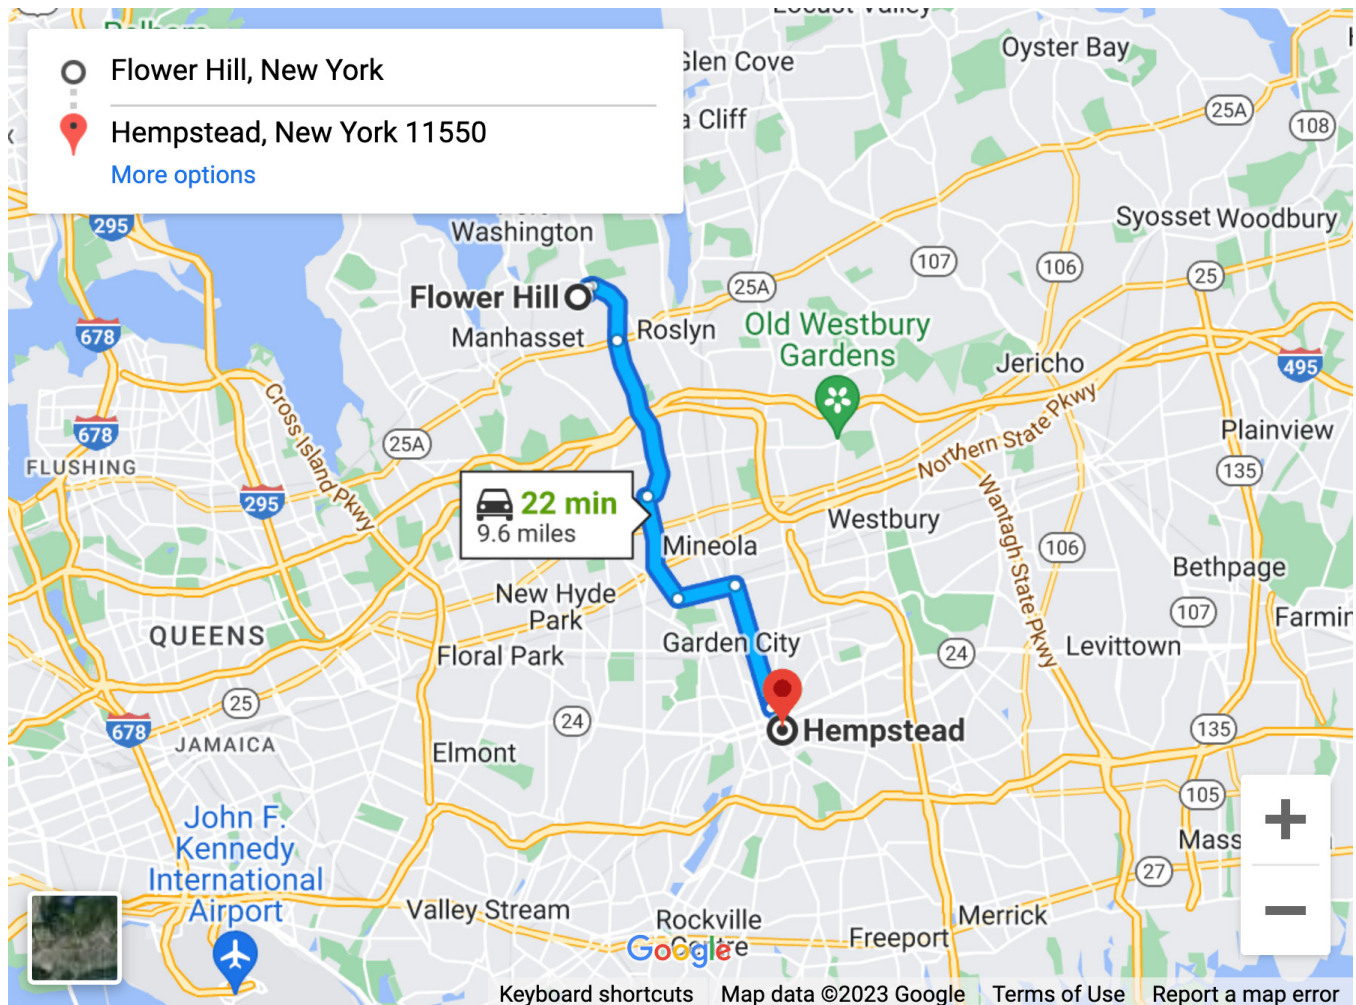 Locust Valley
Pelham
Flower Hill, New York
Hempstead, New York 11550
More options
Glen Cove
Oyster Bay
25A
108
295
Washington
Syosset
Woodbury
107
106
25
25A
Flower Hill
Manhasset
Roslyn
Old Westbury
Gardens
678
Jericho
495
Cross Island Pkwy
Northern State Pkwy
678
25A
Plainview
FLUSHING
135
295
22 min
9.6 miles
Westbury
Wantagh State Pkwy
Mineola
106
Bethpage
New Hyde
Park
107
QUEENS
Garden City
Floral Park
24
Levittown
25
678
24
JAMAICA
Hempstead
135
Elmont
105
John F.
Kennedy
International
Airport
27
Valley Stream
Rockville
Centre
Merrick
Freeport
Google
Keyboard shortcuts
Map data ©2023 Google
Terms of Use
Report a map error